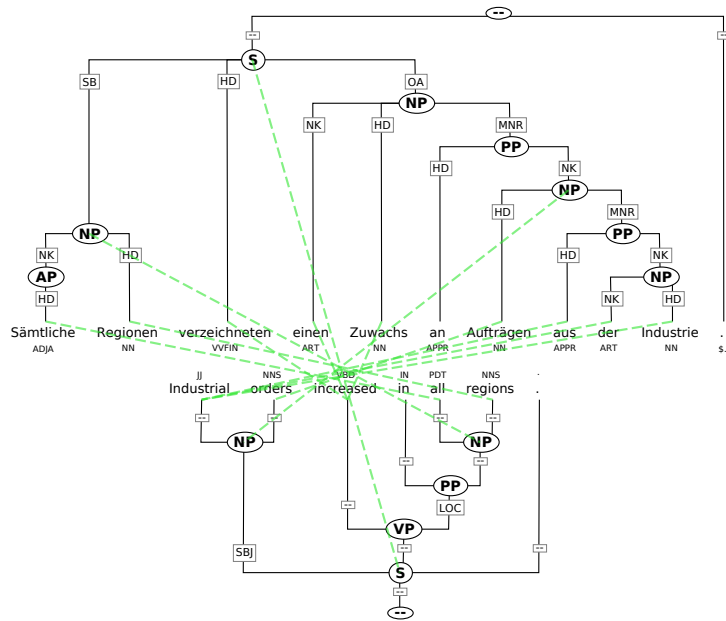 --
-- --
S
SB HD OA
NP
NK HD MNR
PP
HD NK
NP
HD MNR
NP PP
NK HD HD NK
AP NP
HD NK HD
Sämtliche Regionen verzeichneten einen Zuwachs an Aufträgen aus der Industrie .
ADJA NN VVFIN ART NN APPR NN APPR ART NN $.
JJ NNS VBD IN PDT NNS .
Industrial orders increased in all regions .
-- -- -- --
NP NP
-- --
PP
-- LOC
VP
SBJ -- --
S
--
--